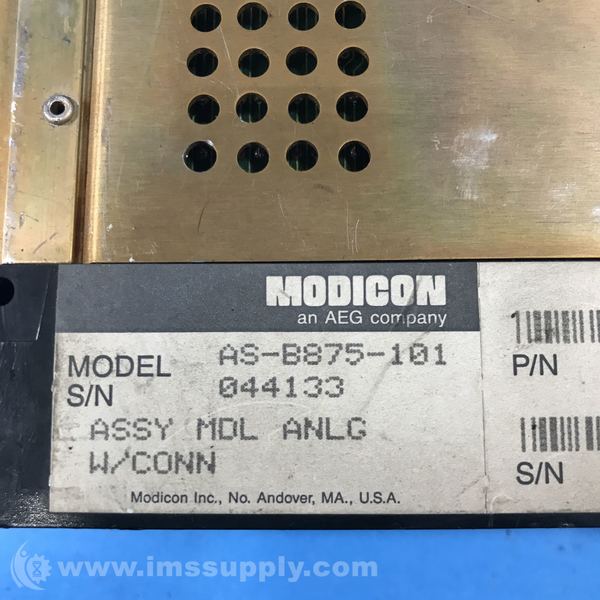 MODICON
an AEG company
MODEL AS-B875-101
S/N 044133
ASSY MDL ANLG
W/CONN
Modicon Inc., No. Andover, MA., U.S.A.
1
P/N
S/N
www.imssupply.com